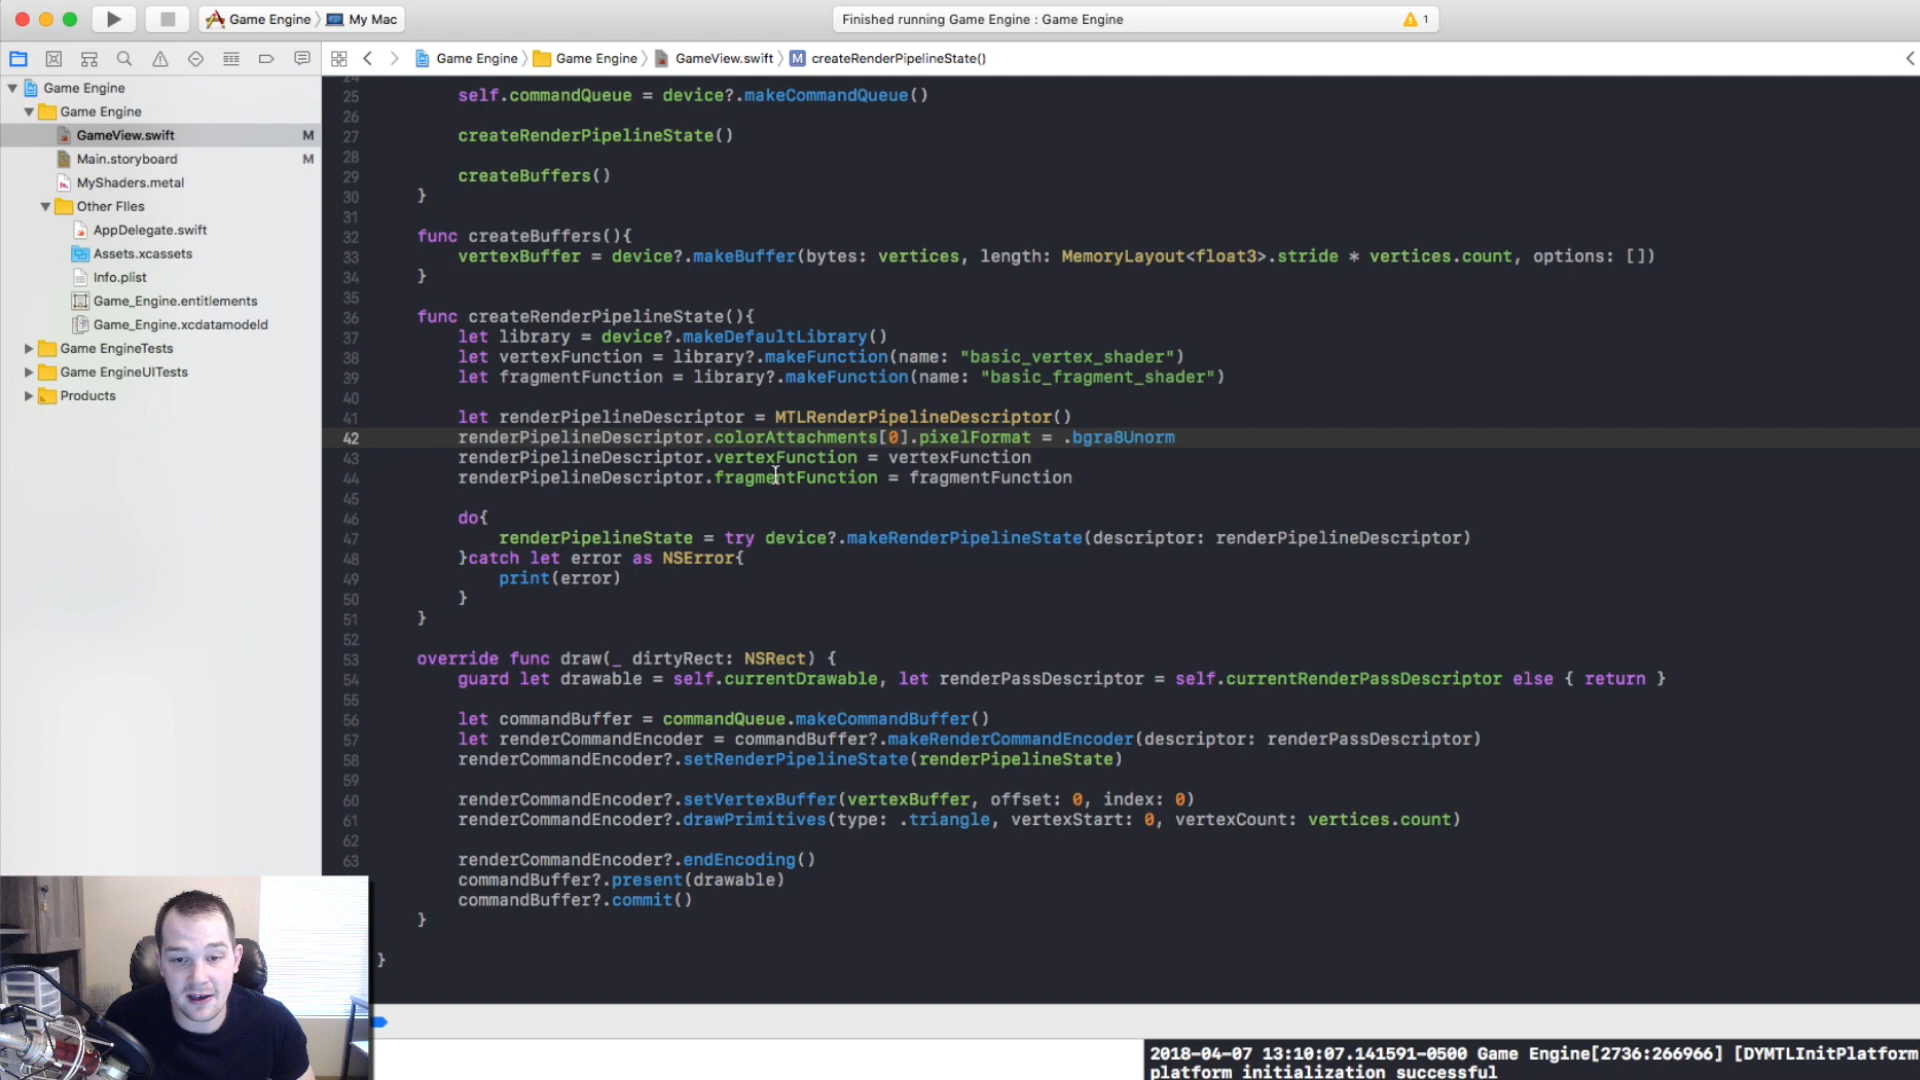 Game Engine
My Mac
Finished running Game Engine : Game Engine
1
Game Engine
Game Engine
GameView.swift
M
createRenderPipelineState()
Game Engine
Game Engine
GameView.swift M
Main.storyboard M
MyShaders.metal
Other FIles
AppDelegate.swift
Assets.xcassets
Info.plist
Game_Engine.entitlements
Game_Engine.xcdatamodeld
Game EngineTests
Game EngineUITests
Products
24
25 self.commandQueue = device?.makeCommandQueue()
26
27 createRenderPipelineState()
28
29 createBuffers()
30 }
31
32 func createBuffers(){
33 vertexBuffer = device?.makeBuffer(bytes: vertices, length: MemoryLayout<float3>.stride * vertices.count, options: [])
34 }
35
36 func createRenderPipelineState(){
37 let library = device?.makeDefaultLibrary()
38 let vertexFunction = library?.makeFunction(name: "basic_vertex_shader")
39 let fragmentFunction = library?.makeFunction(name: "basic_fragment_shader")
40
41 let renderPipelineDescriptor = MTLRenderPipelineDescriptor()
42 renderPipelineDescriptor.colorAttachments[0].pixelFormat = .bgra8Unorm
43 renderPipelineDescriptor.vertexFunction = vertexFunction
44 renderPipelineDescriptor.fragmentFunction = fragmentFunction
45
46 do{
47 renderPipelineState = try device?.makeRenderPipelineState(descriptor: renderPipelineDescriptor)
48 }catch let error as NSError{
49 print(error)
50 }
51 }
52
53 override func draw(_ dirtyRect: NSRect) {
54 guard let drawable = self.currentDrawable, let renderPassDescriptor = self.currentRenderPassDescriptor else { return }
55
56 let commandBuffer = commandQueue.makeCommandBuffer()
57 let renderCommandEncoder = commandBuffer?.makeRenderCommandEncoder(descriptor: renderPassDescriptor)
58 renderCommandEncoder?.setRenderPipelineState(renderPipelineState)
59
60 renderCommandEncoder?.setVertexBuffer(vertexBuffer, offset: 0, index: 0)
61 renderCommandEncoder?.drawPrimitives(type: .triangle, vertexStart: 0, vertexCount: vertices.count)
62
63 renderCommandEncoder?.endEncoding()
commandBuffer?.present(drawable)
commandBuffer?.commit()
}
}
2018-04-07 13:10:07.141591-0500 Game Engine[2736:266966] [DYMTLInitPlatform
platform initialization successful